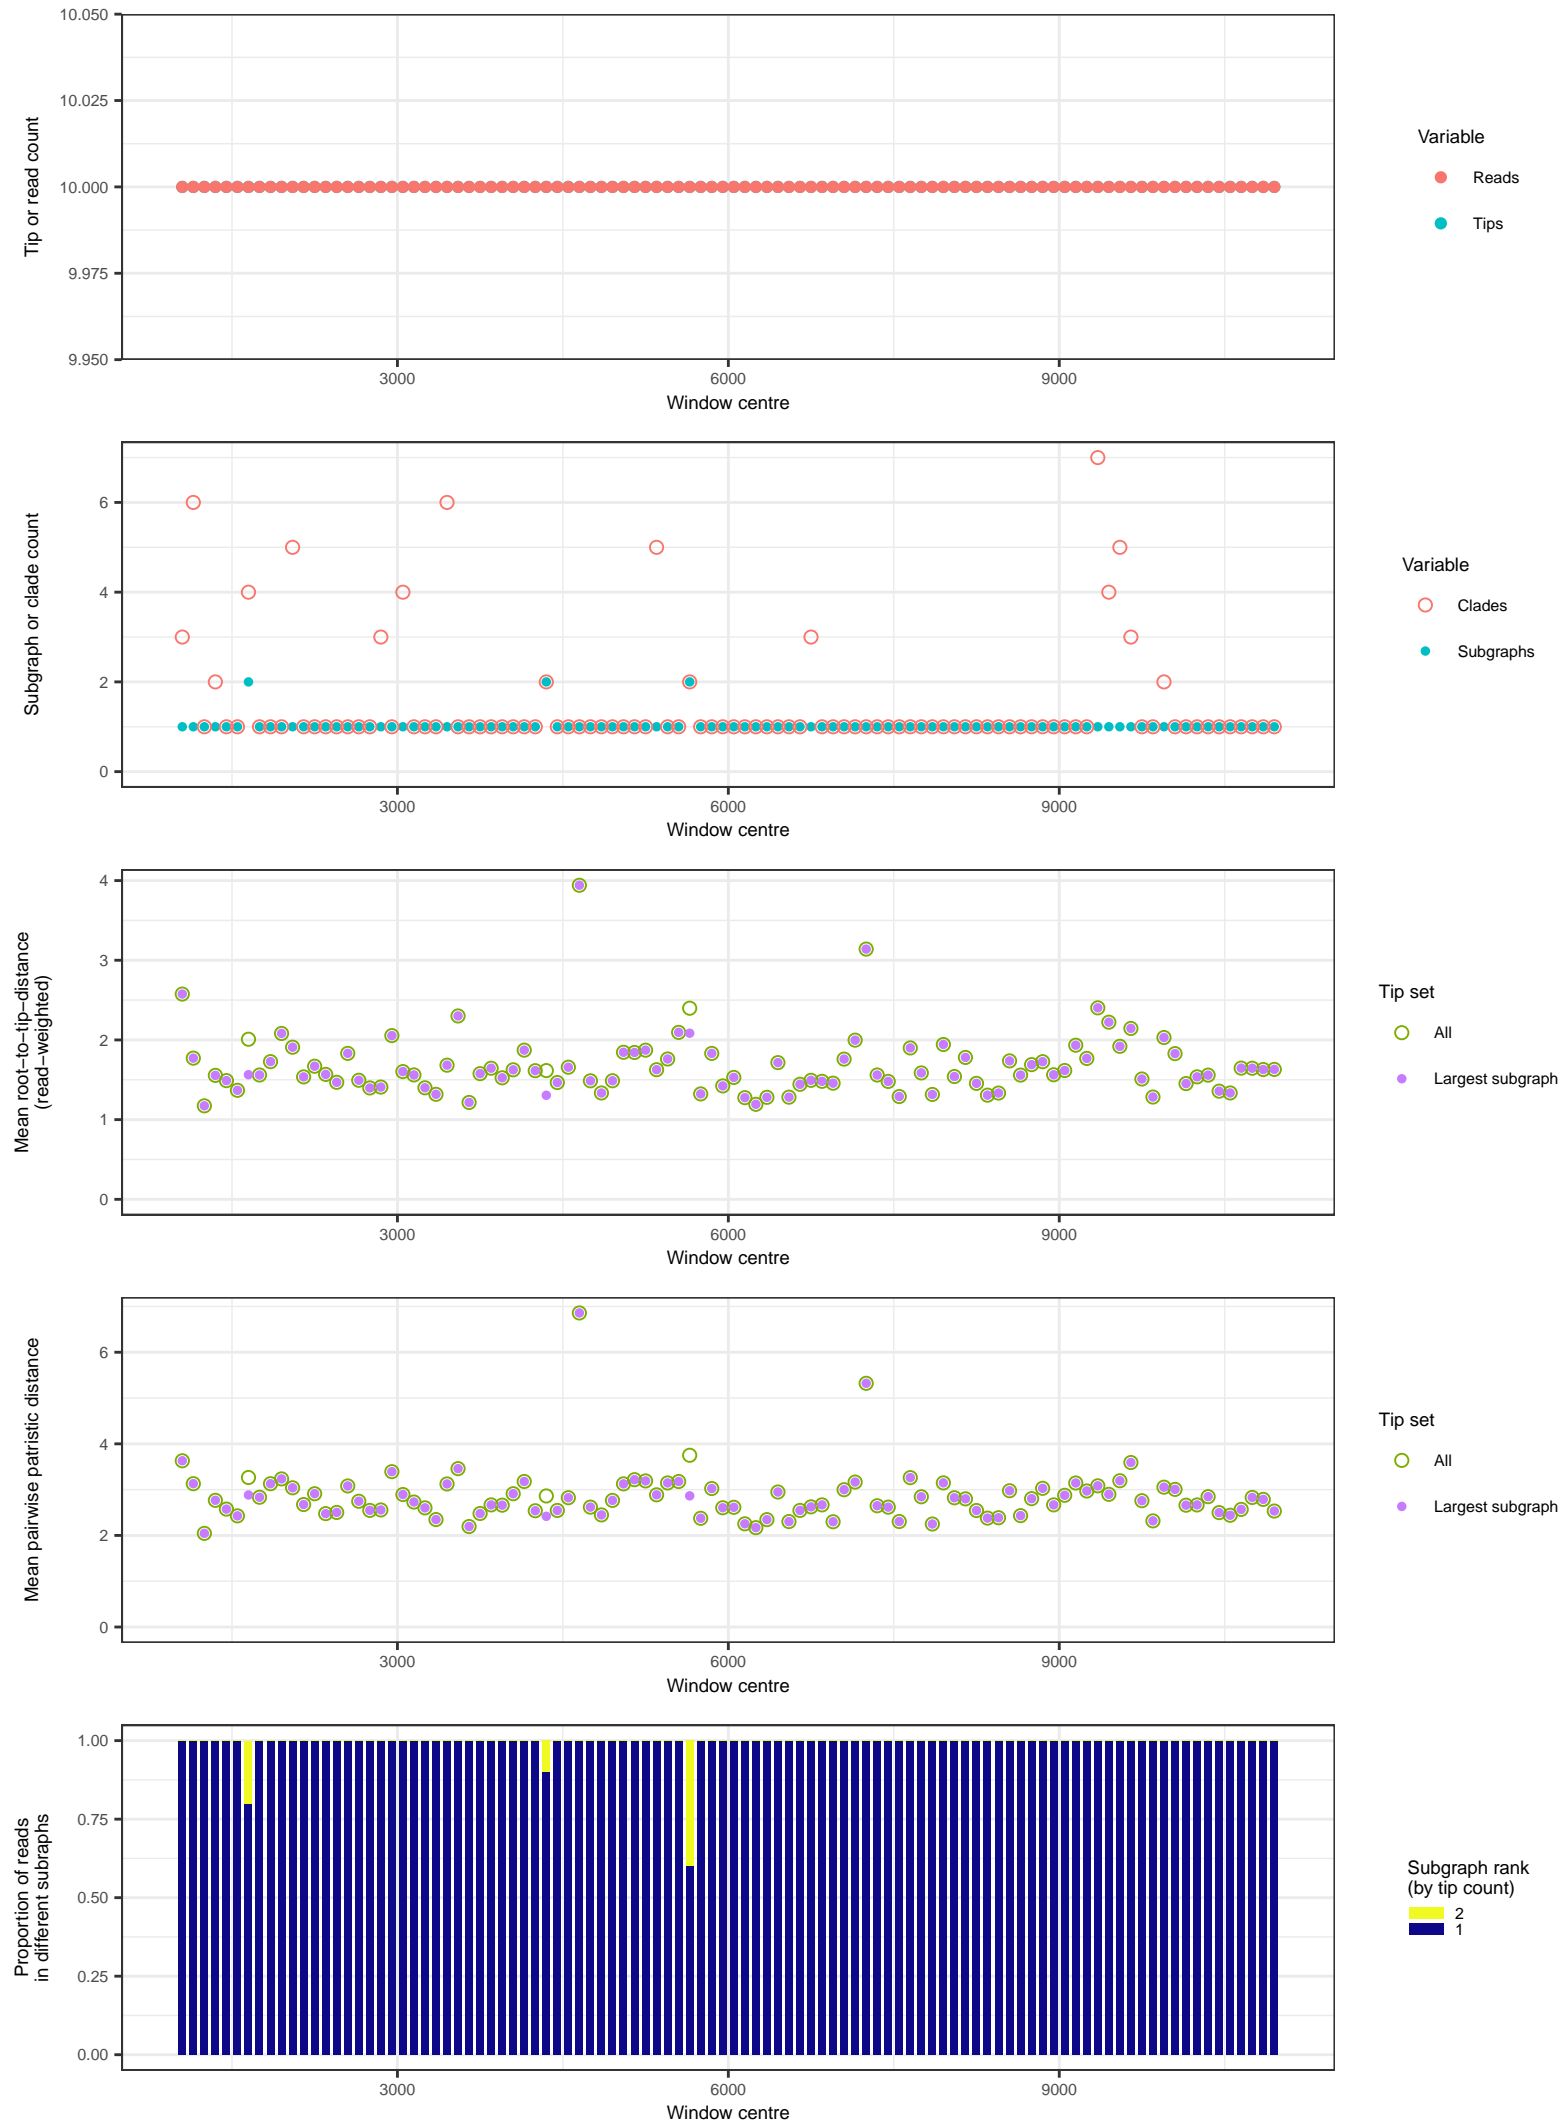 10.050
10.025
10.000
9.975
9.950
Tip or read count
3000
6000
9000
Window centre
Variable
Reads
Tips
6
4
2
0
Subgraph or clade count
3000
6000
9000
Window centre
Variable
Clades
Subgraphs
4
3
2
1
0
Mean root−to−tip−distance
(read−weighted)
3000
6000
9000
Window centre
Tip set
All
Largest subgraph
6
4
2
0
Mean pairwise patristic distance
3000
6000
9000
Window centre
Tip set
All
Largest subgraph
1.00
0.75
0.50
0.25
0.00
Proportion of reads
in different subraphs
3000
6000
9000
Window centre
Subgraph rank
(by tip count)
2
1